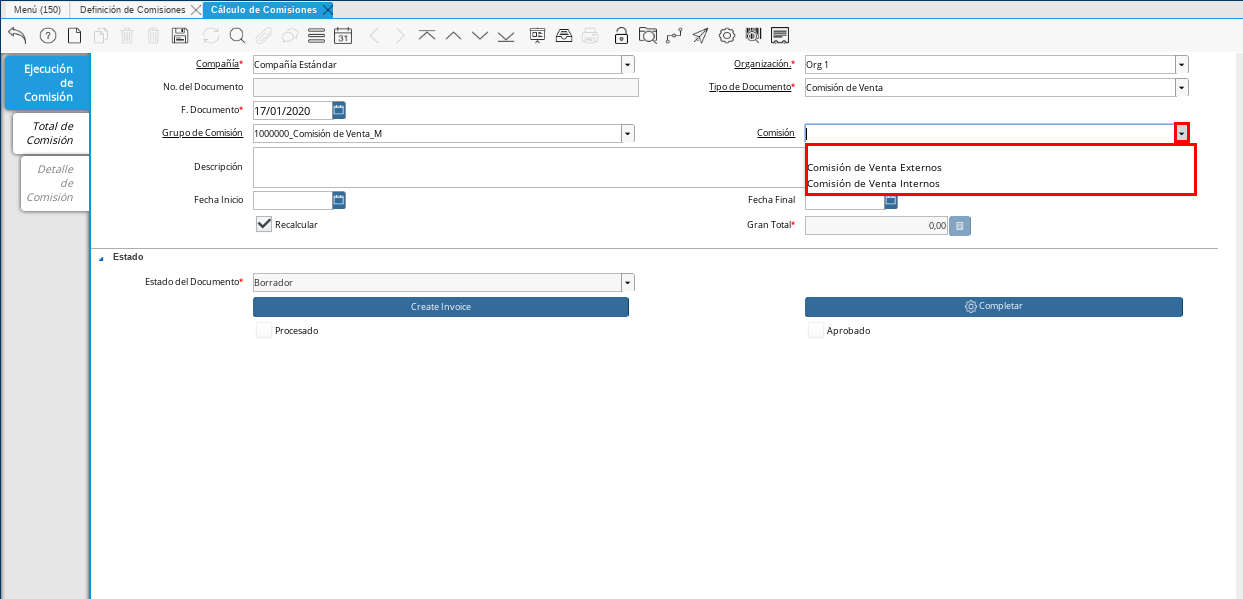 Menú (150) Definición de Comisiones Cálculo de Comisiones
31
Ejecución de Comisión
Total de Comisión
Detalle de Comisión
Compañía* Compañía Estándar Organización.* Org 1
No. del Documento Tipo de Documento* Comisión de Venta
F. Documento* 17/01/2020
Grupo de Comisión 1000000_Comisión de Venta_M Comisión
Descripción
Comisión de Venta Externos
Comisión de Venta Internos
Fecha Inicio Fecha Final
Recalcular Gran Total* 0,00
Estado
Estado del Documento* Borrador
Create Invoice Completar
Procesado Aprobado